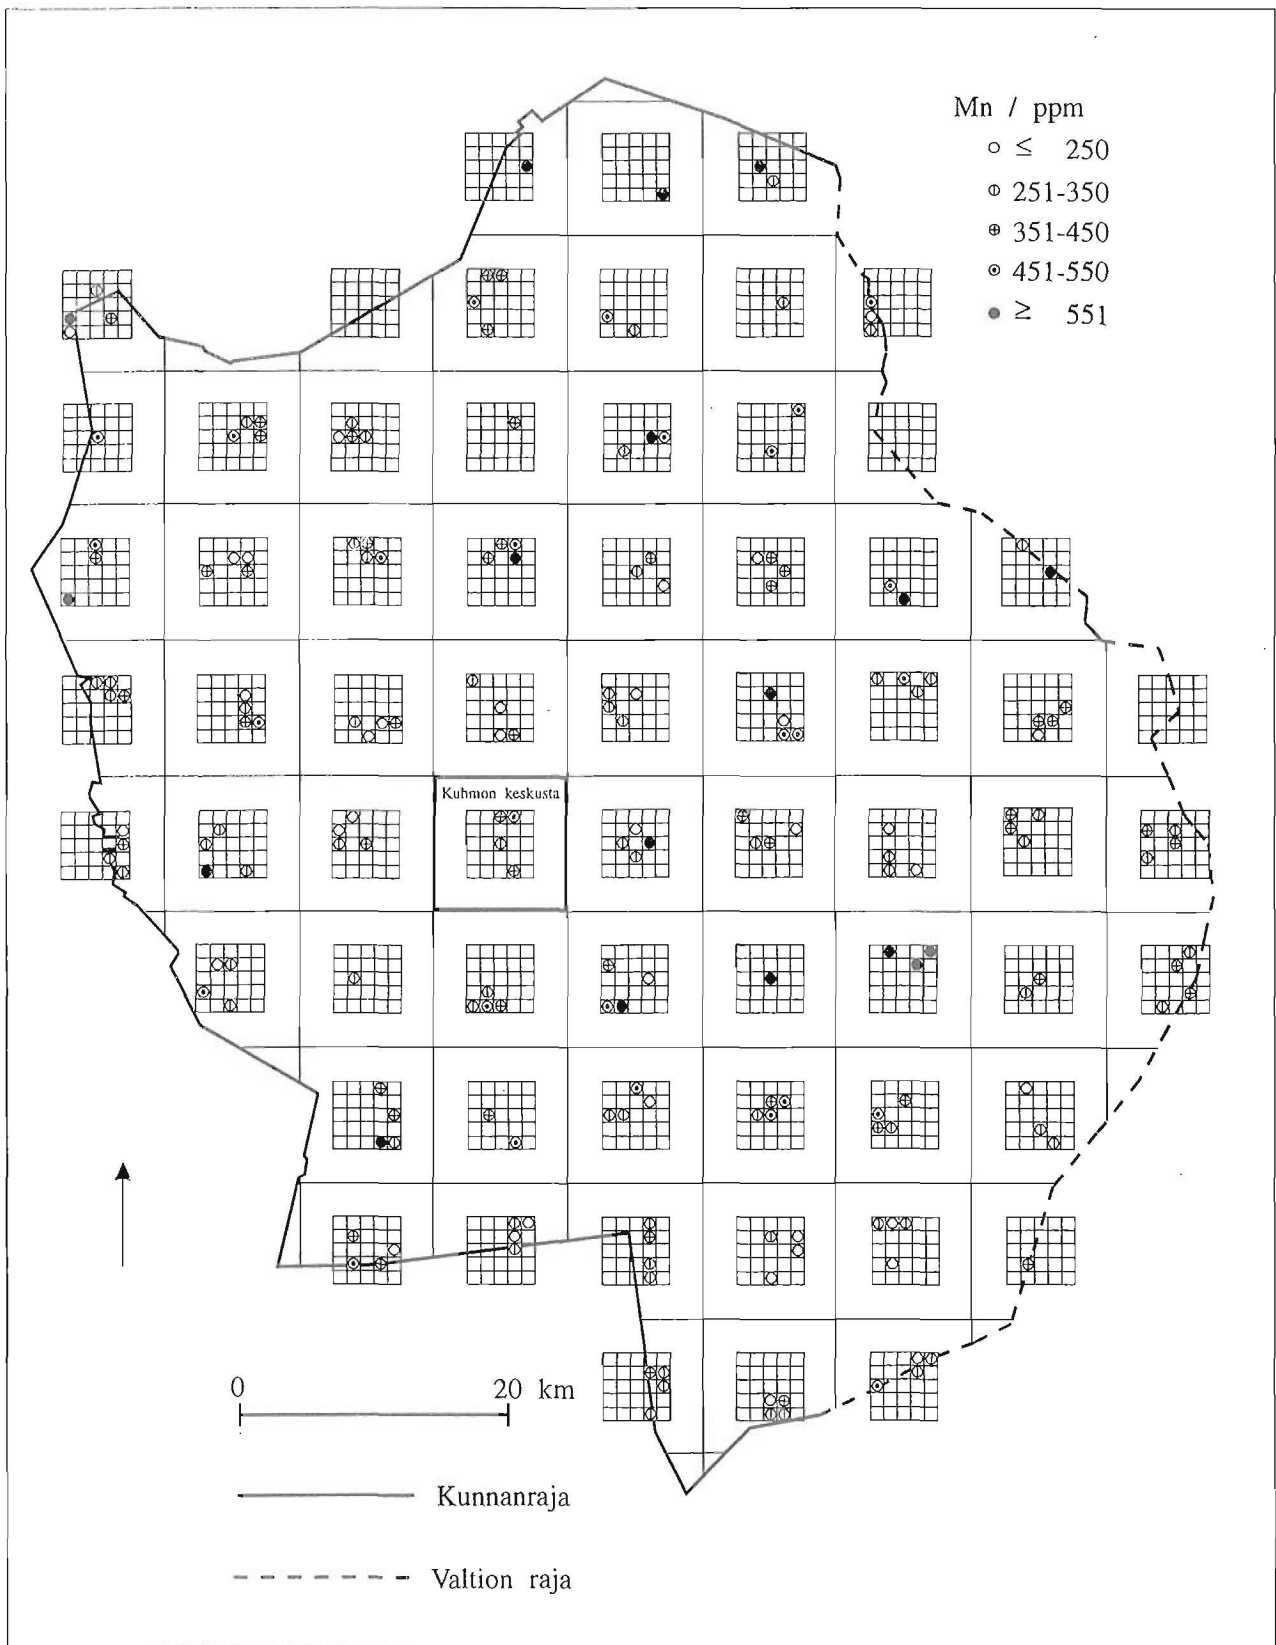 Mn / ppm
≤ 250
251-350
351-450
451-550
≥ 551
Kuhmon keskusta
0 20 km
Kunnanraja
Valtion raja